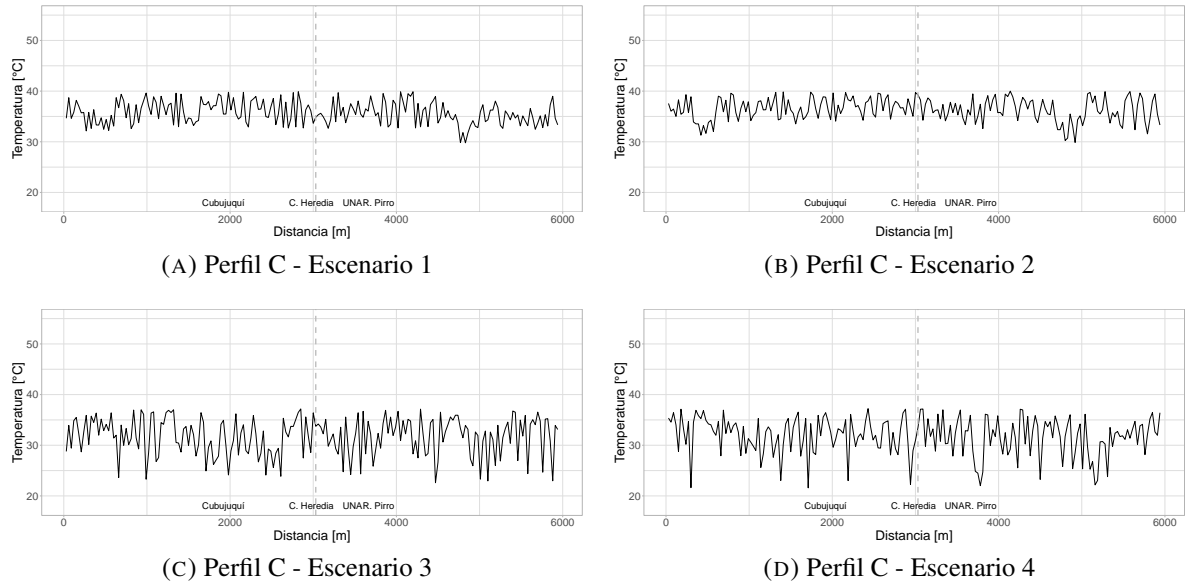 Temperatura [°C]
50
40
30
20
Cubujuquí C. Heredia UNAR. Pirro
0 2000 4000 6000
Distancia [m]
(A) Perfil C - Escenario 1
Temperatura [°C]
50
40
30
20
Cubujuquí C. Heredia UNAR. Pirro
0 2000 4000 6000
Distancia [m]
(B) Perfil C - Escenario 2
Temperatura [°C]
50
40
30
20
Cubujuquí C. Heredia UNAR. Pirro
0 2000 4000 6000
Distancia [m]
(C) Perfil C - Escenario 3
Temperatura [°C]
50
40
30
20
Cubujuquí C. Heredia UNAR. Pirro
0 2000 4000 6000
Distancia [m]
(D) Perfil C - Escenario 4